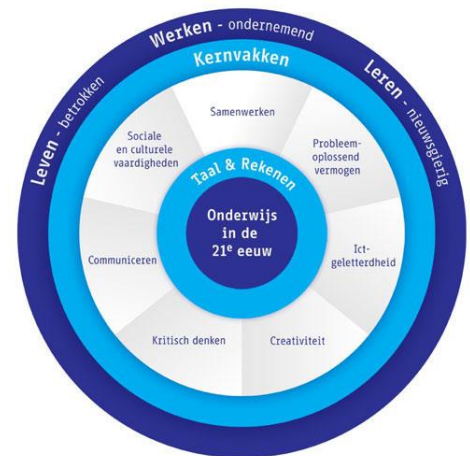 Werken - ondernemend
Leven - betrokken
Leren - nieuwsgierig
Kernvakken
Samenwerken
Sociale
en culturele
vaardigheden
Probleem-
oplossend
vermogen
Taal & Rekenen
Onderwijs
in de
21e eeuw
Communiceren
Ict-
geletterdheid
Kritisch denken
Creativiteit